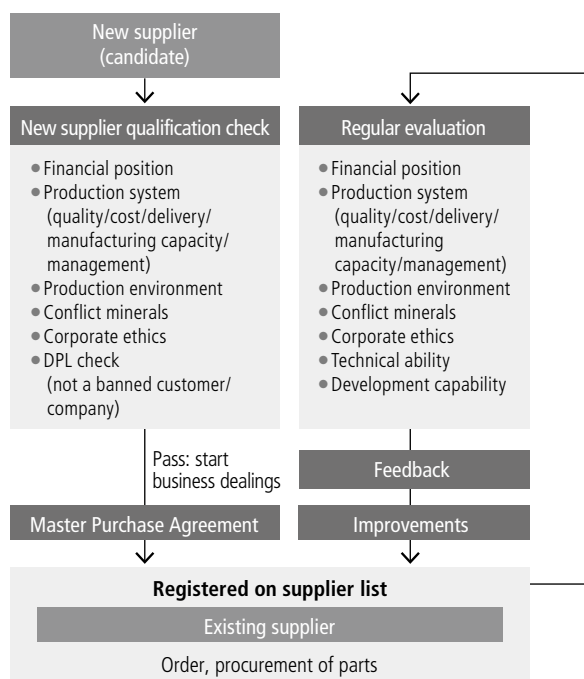 New supplier
(candidate)
New supplier qualification check
● Financial position
● Production system
(quality/cost/delivery/
manufacturing capacity/
management)
● Production environment
● Conflict minerals
● Corporate ethics
● DPL check
(not a banned customer/
company)
Pass: start
business dealings
Master Purchase Agreement
Regular evaluation
● Financial position
● Production system
(quality/cost/delivery/
manufacturing
capacity/management)
● Production environment
● Conflict minerals
● Corporate ethics
● Technical ability
● Development capability
Feedback
Improvements
Registered on supplier list
Existing supplier
Order, procurement of parts